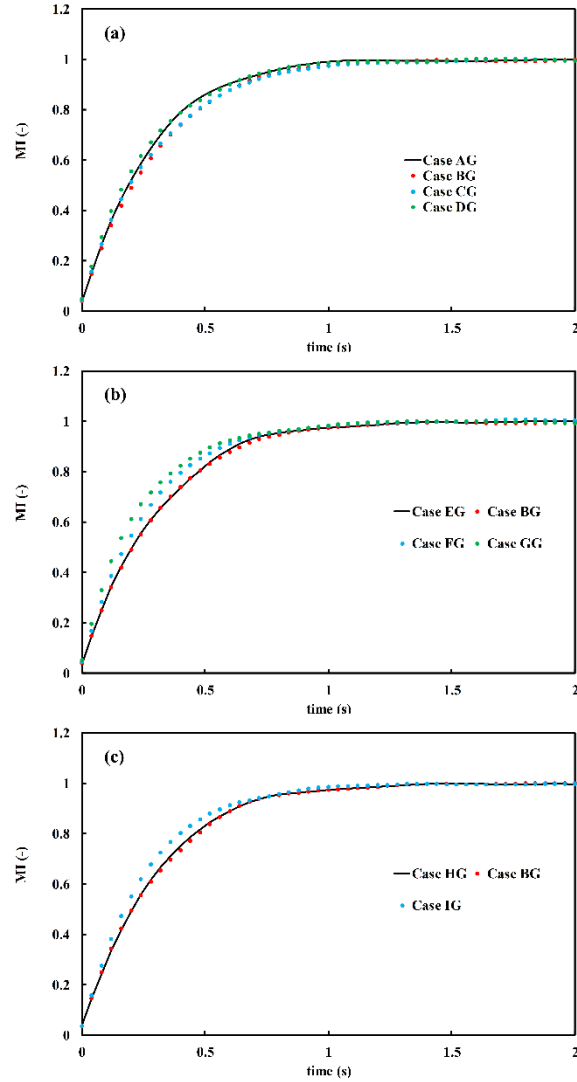 (a)
1.2
1
0.8
0.6
0.4
0.2
0
MI (-)
Case AG
Case BG
Case CG
Case DG
0 0.5 1 1.5 2
time (s)
(b)
1.2
1
0.8
0.6
0.4
0.2
0
MI (-)
Case EG Case BG
Case FG Case GG
0 0.5 1 1.5 2
time (s)
(c)
1.2
1
0.8
0.6
0.4
0.2
0
MI (-)
Case HG Case BG
Case IG
0 0.5 1 1.5 2
time (s)